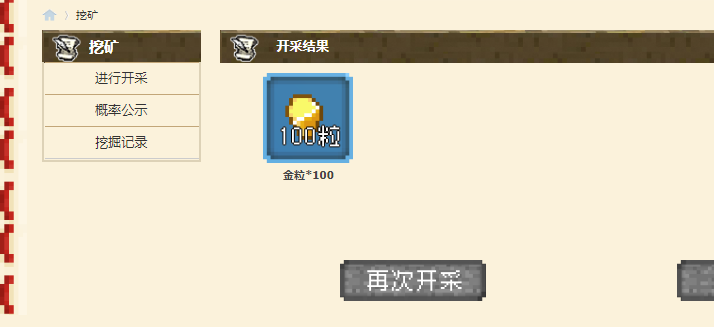 挖矿
挖矿
进行开采
概率公示
挖掘记录
开采结果
100粒
金粒*100
再次开采